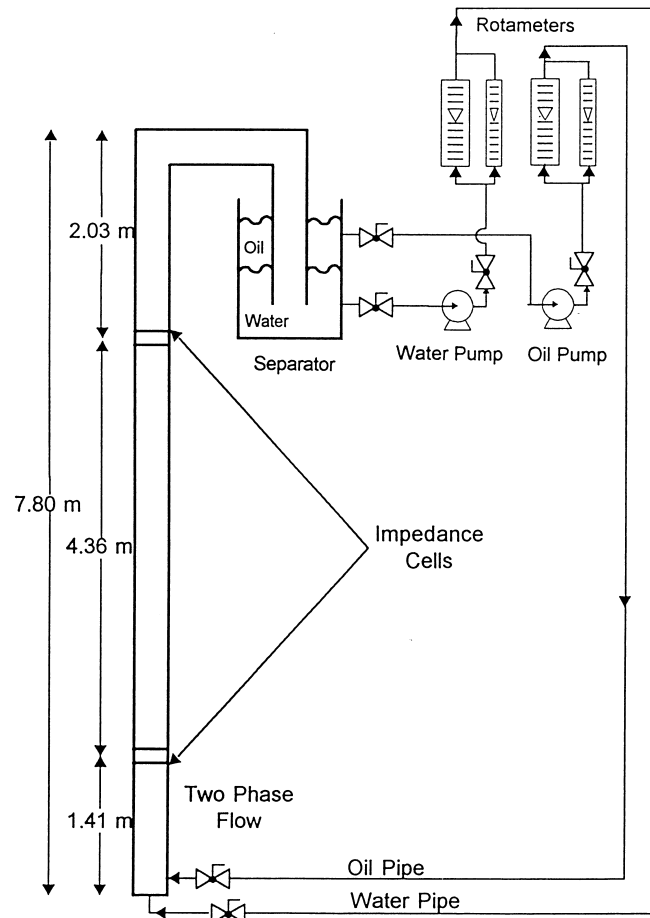 Rotameters
2.03 m
Oil
Water
Separator
Water Pump
Oil Pump
7.80 m
4.36 m
Impedance
Cells
Two Phase
Flow
1.41 m
Oil Pipe
Water Pipe